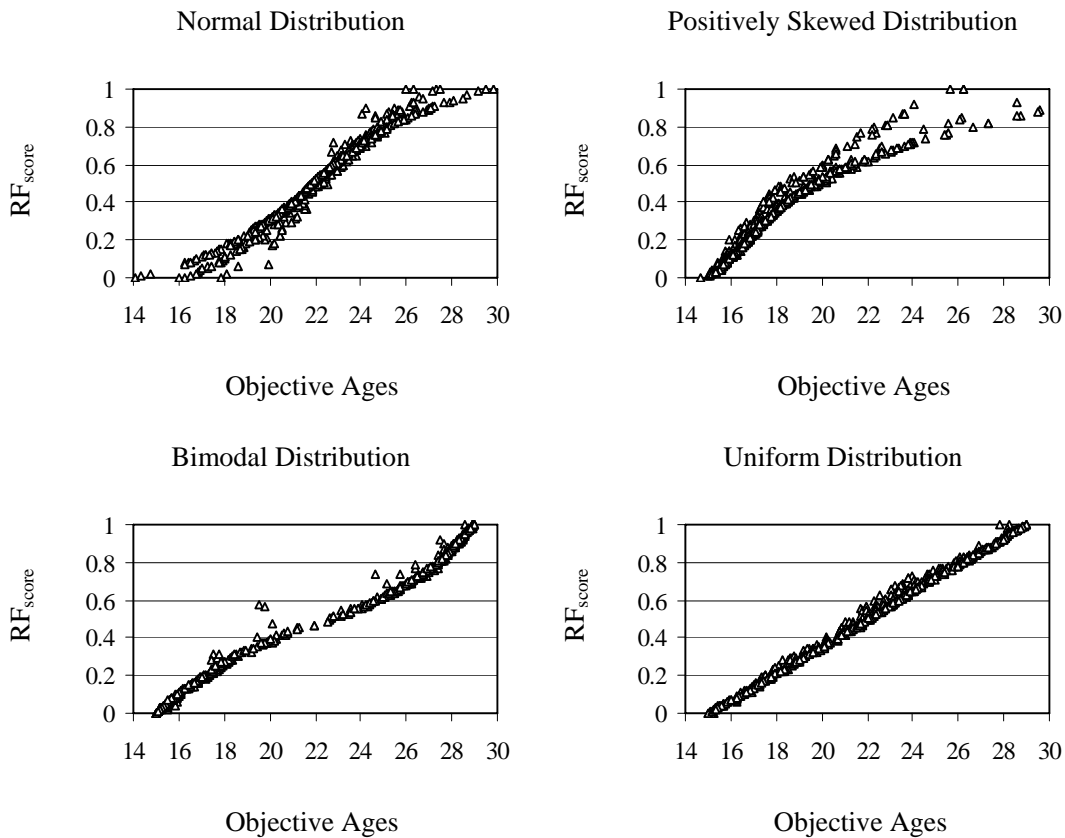 Normal Distribution
RFscore
1
0.8
0.6
0.4
0.2
0
14 16 18 20 22 24 26 28 30
Objective Ages
Positively Skewed Distribution
RFscore
1
0.8
0.6
0.4
0.2
0
14 16 18 20 22 24 26 28 30
Objective Ages
Bimodal Distribution
RFscore
1
0.8
0.6
0.4
0.2
0
14 16 18 20 22 24 26 28 30
Objective Ages
Uniform Distribution
RFscore
1
0.8
0.6
0.4
0.2
0
14 16 18 20 22 24 26 28 30
Objective Ages